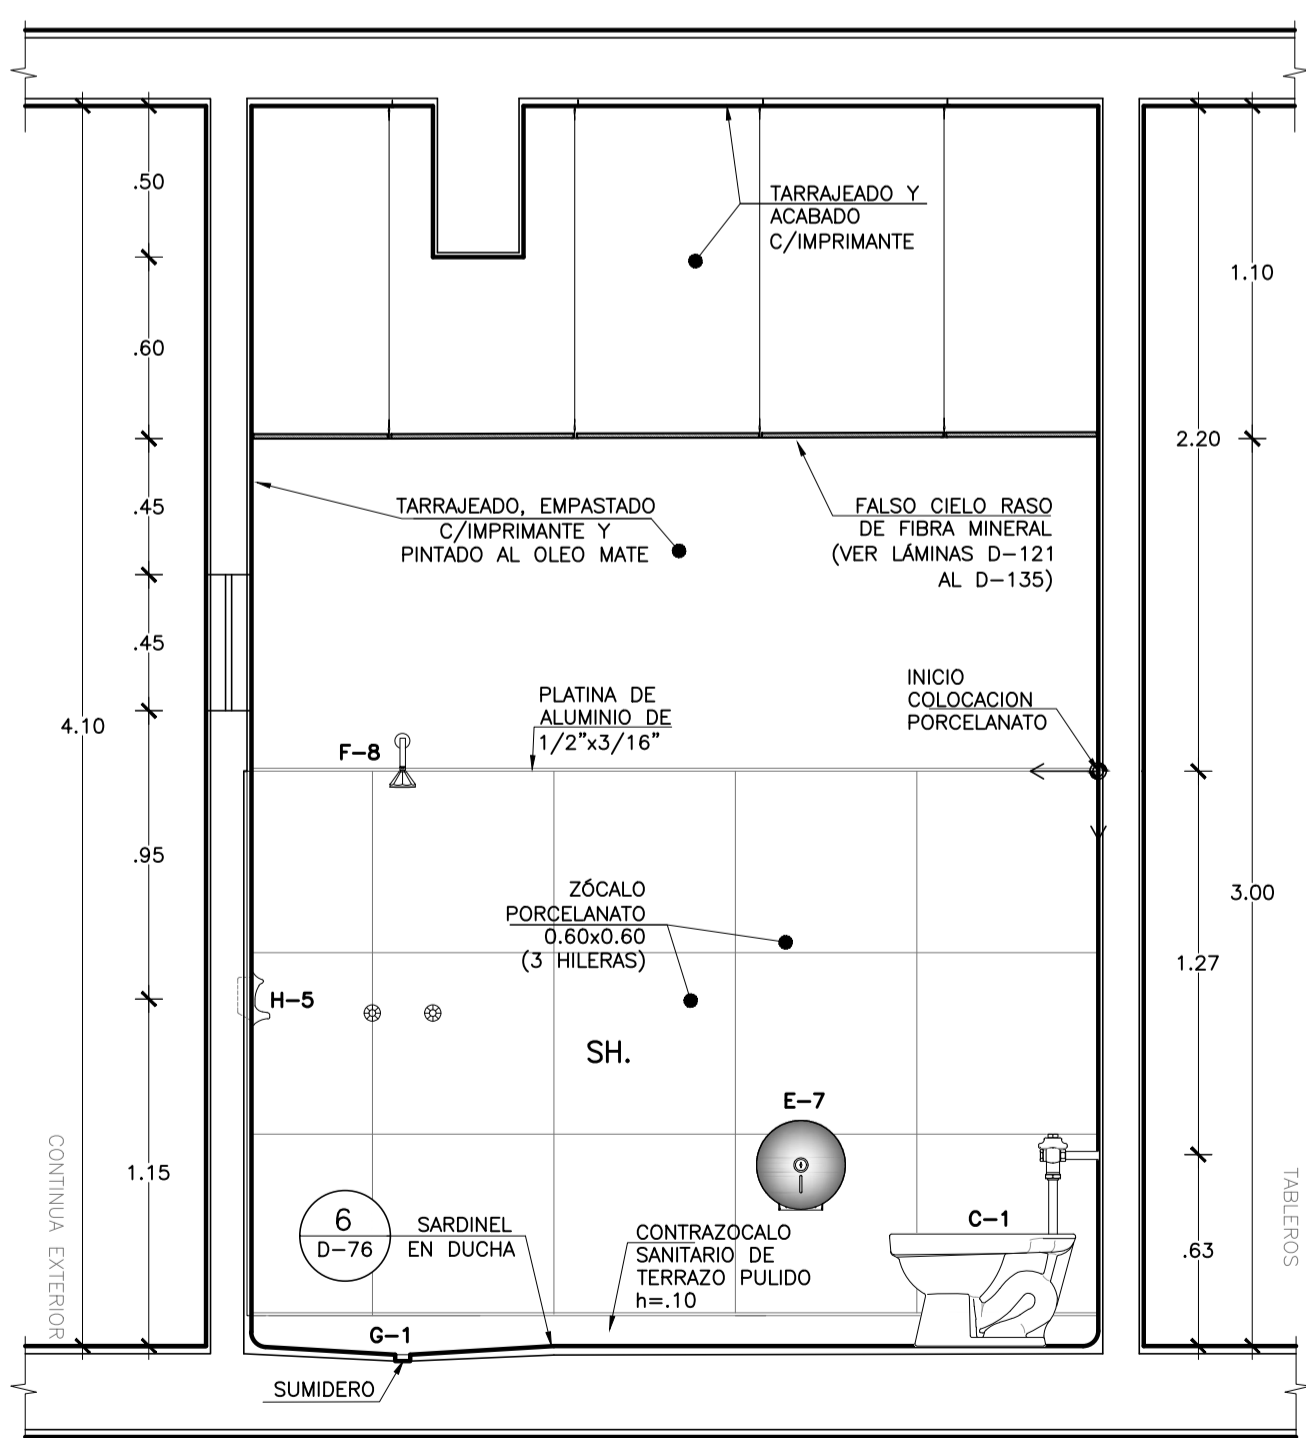 .50
TARRAJEADO Y
ACABADO
C/IMPRIMANTE
1.10
.60
2.20
.45
TARRAJEADO, EMPASTADO
C/IMPRIMANTE Y
PINTADO AL OLEO MATE
FALSO CIELO RASO
DE FIBRA MINERAL
(VER LÁMINAS D-121
AL D-135)
.45
4.10
INICIO
COLOCACION
PORCELANATO
PLATINA DE
ALUMINIO DE
1/2"x3/16"
F-8
.95
ZÓCALO
PORCELANATO
0.60x0.60
(3 HILERAS)
3.00
1.27
H-5
SH.
E-7
1.15
CONTINUA EXTERIOR
6
D-76
SARDINEL
EN DUCHA
CONTRAZOCALO
SANITARIO DE
TERRAZO PULIDO
h=.10
C-1
.63
TABLEROS
G-1
SUMIDERO